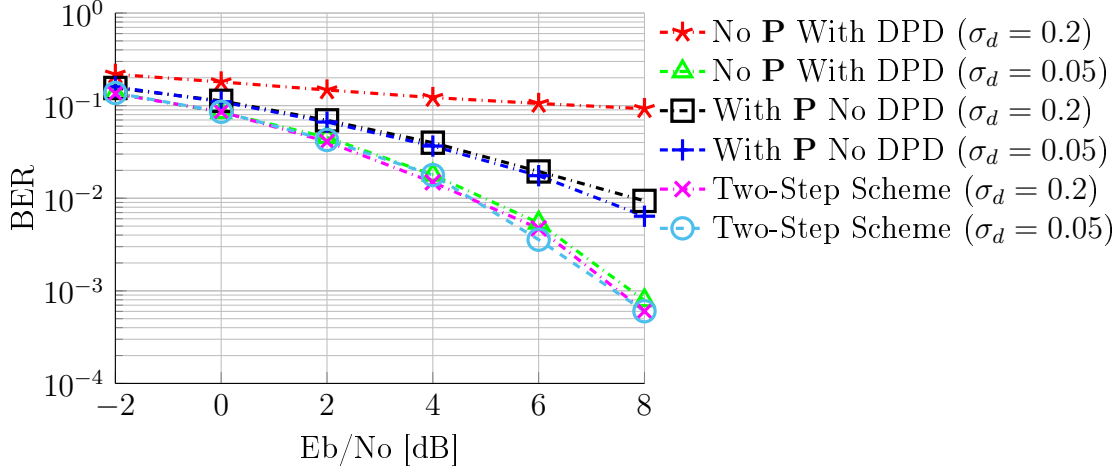 10^0
10^{-1}
10^{-2}
10^{-3}
10^{-4}
BER
−2 0 2 4 6 8
Eb/No [dB]
No P With DPD (σ_d = 0.2)
No P With DPD (σ_d = 0.05)
With P No DPD (σ_d = 0.2)
With P No DPD (σ_d = 0.05)
Two-Step Scheme (σ_d = 0.2)
Two-Step Scheme (σ_d = 0.05)